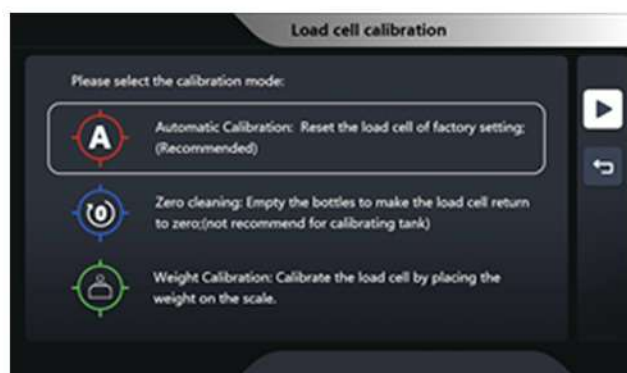 Load cell calibration
Please select the calibration mode:
A
Automatic Calibration: Reset the load cell of factory setting;
(Recommended)
0
Zero cleaning: Empty the bottles to make the load cell return
to zero;(not recommend for calibrating tank)
Weight Calibration: Calibrate the load cell by placing the
weight on the scale.